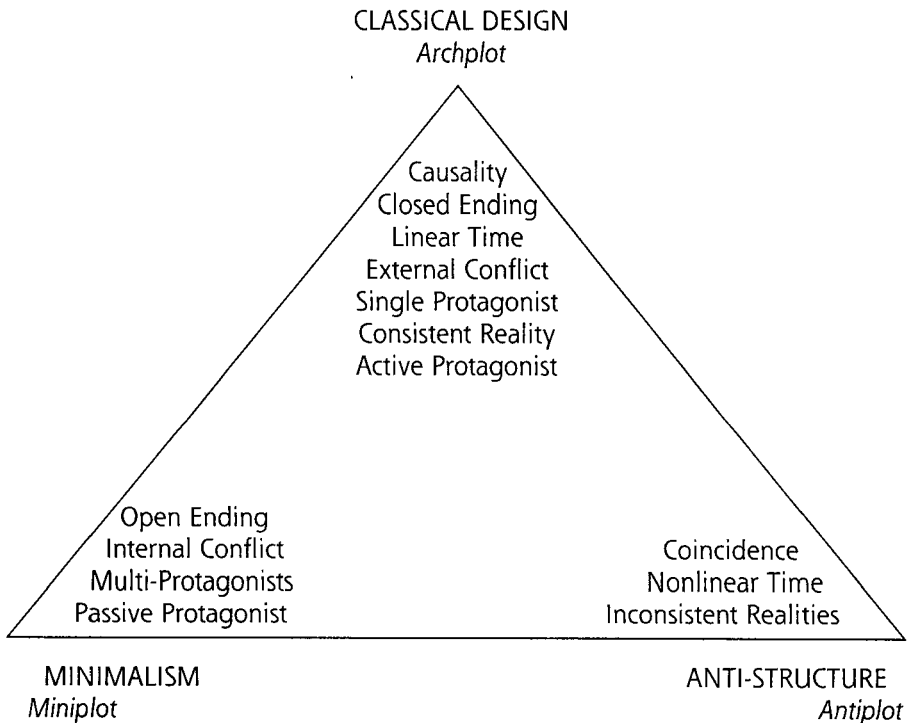 CLASSICAL DESIGN
Archplot
Causality
Closed Ending
Linear Time
External Conflict
Single Protagonist
Consistent Reality
Active Protagonist
Open Ending
Internal Conflict
Multi-Protagonists
Passive Protagonist
Coincidence
Nonlinear Time
Inconsistent Realities
MINIMALISM
Miniplot
ANTI-STRUCTURE
Antiplot